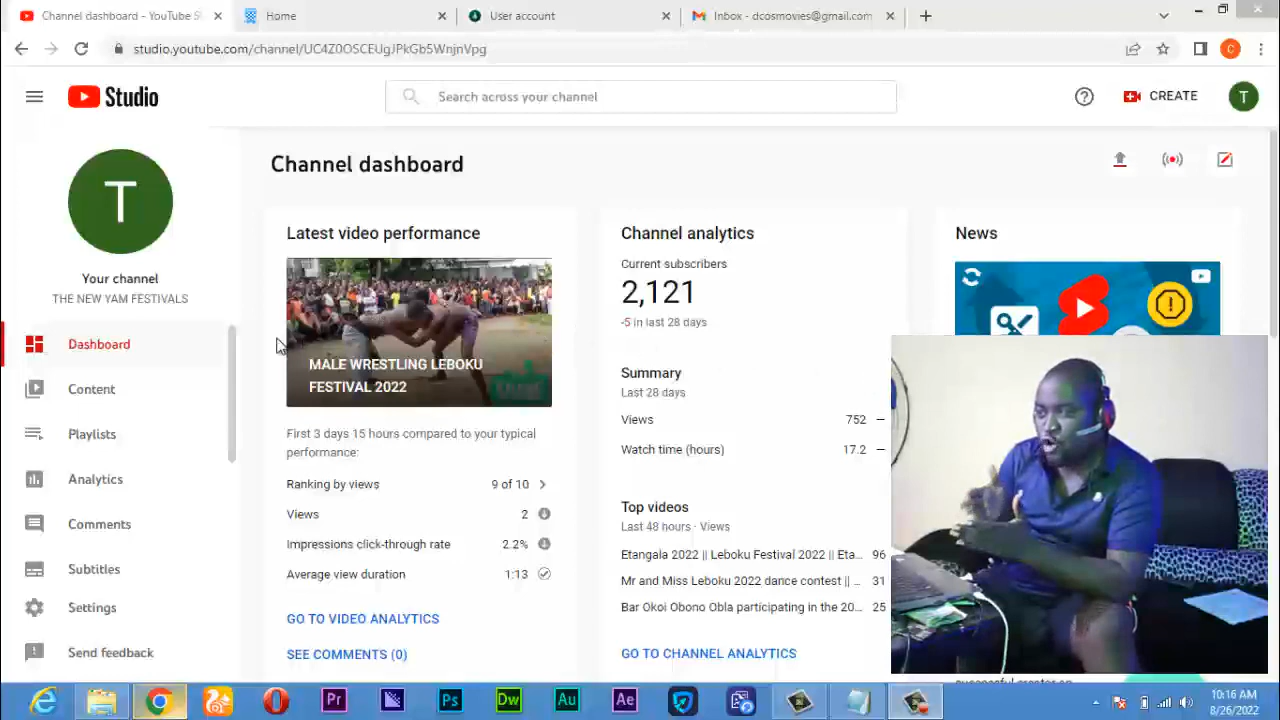 Channel dashboard - YouTube S
Home
User account
Inbox - dcosmovies@gmail.com
studio.youtube.com/channel/UC4Z0OSCEUgJPkGb5WnjnVpg
C
Studio
Search across your channel
CREATE
T
T
Channel dashboard
Your channel
THE NEW YAM FESTIVALS
Dashboard
Content
Playlists
Analytics
Comments
Subtitles
Settings
Send feedback
Latest video performance
MALE WRESTLING LEBOKU
FESTIVAL 2022
First 3 days 15 hours compared to your typical
performance:
Ranking by views 9 of 10
Views 2
Impressions click-through rate 2.2%
Average view duration 1:13
GO TO VIDEO ANALYTICS
SEE COMMENTS (0)
Channel analytics
Current subscribers
2,121
-5 in last 28 days
Summary
Last 28 days
Views 752 —
Watch time (hours) 17.2 —
Top videos
Last 48 hours · Views
Etangala 2022 || Leboku Festival 2022 || Eta... 96
Mr and Miss Leboku 2022 dance contest || ... 31
Bar Okoi Obono Obla participating in the 20... 25
GO TO CHANNEL ANALYTICS
News
Pr
Ps
Dw
Au
Ae
10:16 AM
8/26/2022